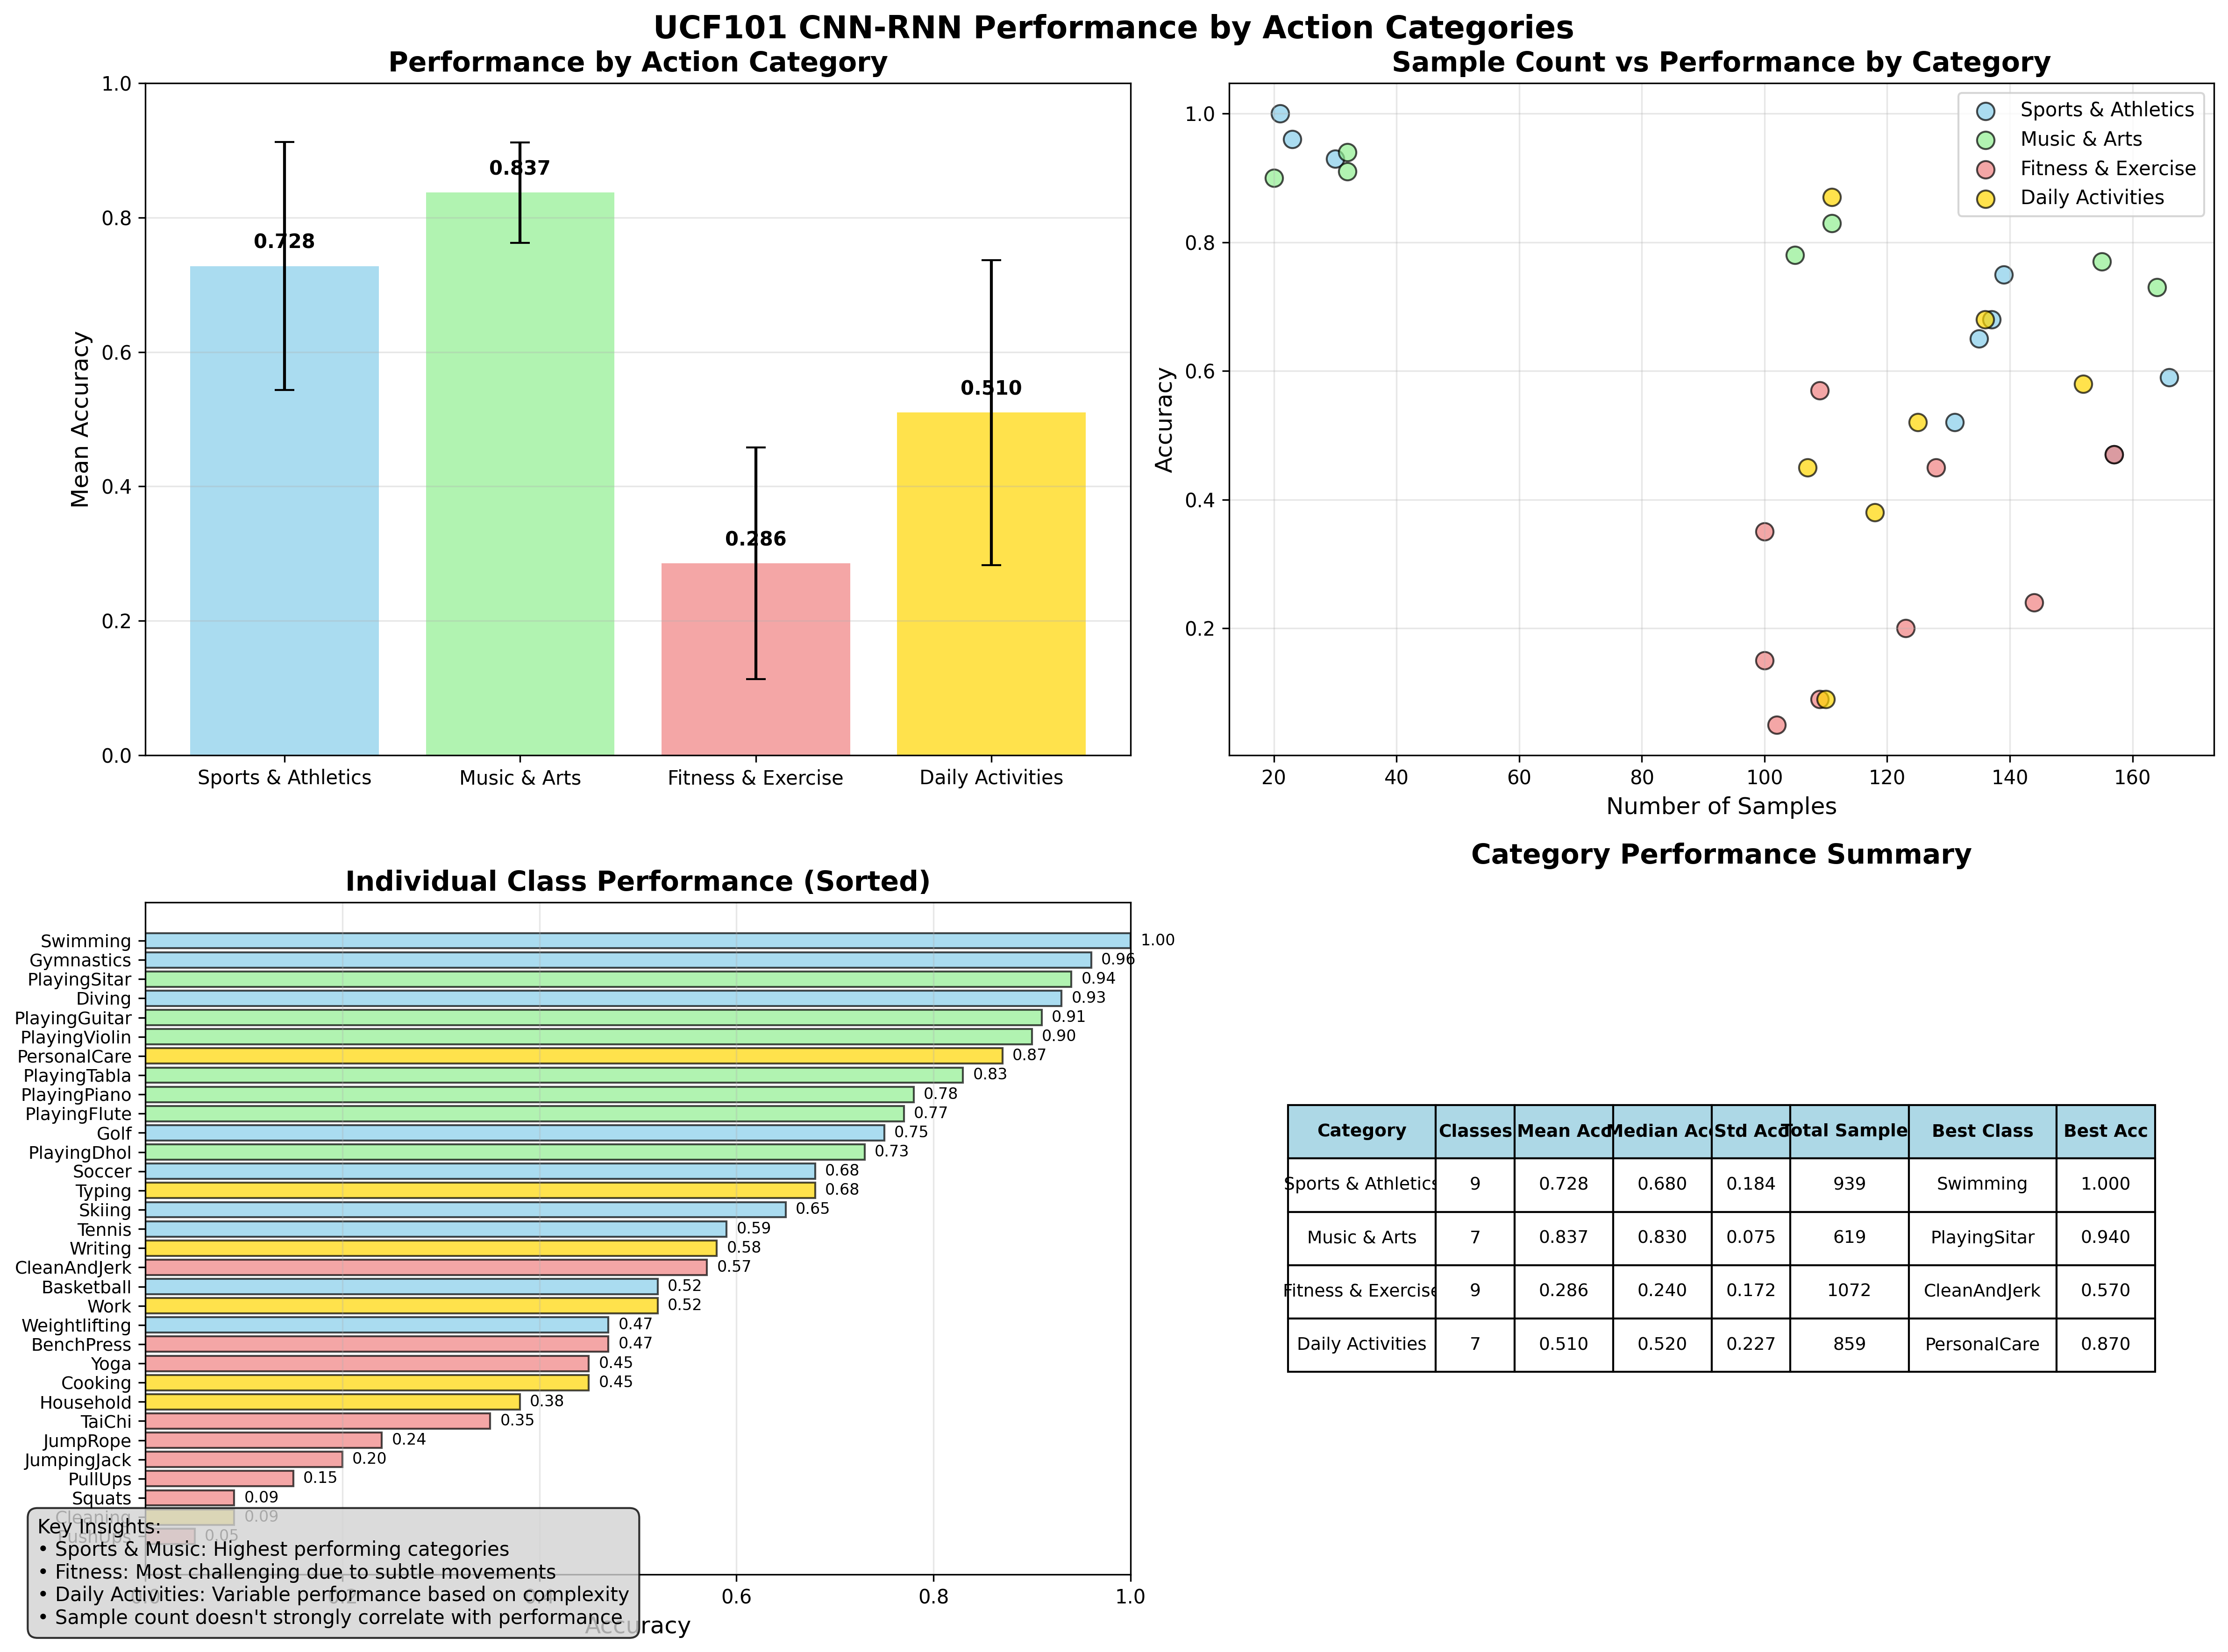 UCF101 CNN-RNN Performance by Action Categories
Performance by Action Category
1.0
0.8
0.6
0.4
0.2
0.0
Mean Accuracy
0.728
0.837
0.286
0.510
Sports & Athletics
Music & Arts
Fitness & Exercise
Daily Activities
Sample Count vs Performance by Category
1.0
0.8
0.6
0.4
0.2
Accuracy
Sports & Athletics
Music & Arts
Fitness & Exercise
Daily Activities
20 40 60 80 100 120 140 160
Number of Samples
Individual Class Performance (Sorted)
Swimming 1.00
Gymnastics 0.96
PlayingSitar 0.94
Diving 0.93
PlayingGuitar 0.91
PlayingViolin 0.90
PersonalCare 0.87
PlayingTabla 0.83
PlayingPiano 0.78
PlayingFlute 0.77
Golf 0.75
PlayingDhol 0.73
Soccer 0.68
Typing 0.68
Skiing 0.65
Tennis 0.59
Writing 0.58
CleanAndJerk 0.57
Basketball 0.52
Work 0.52
Weightlifting 0.47
BenchPress 0.47
Yoga 0.45
Cooking 0.45
Household 0.38
TaiChi 0.35
JumpRope 0.24
JumpingJack 0.20
PullUps 0.15
Squats 0.09
Cleaning 0.09
PushUps 0.05
0.0 0.2 0.4 0.6 0.8 1.0
Accuracy
Key Insights:
• Sports & Music: Highest performing categories
• Fitness: Most challenging due to subtle movements
• Daily Activities: Variable performance based on complexity
• Sample count doesn't strongly correlate with performance
Category Performance Summary
Category Classes Mean Acc Median Acc Std Acc Total Sample Best Class Best Acc
Sports & Athletics 9 0.728 0.680 0.184 939 Swimming 1.000
Music & Arts 7 0.837 0.830 0.075 619 PlayingSitar 0.940
Fitness & Exercise 9 0.286 0.240 0.172 1072 CleanAndJerk 0.570
Daily Activities 7 0.510 0.520 0.227 859 PersonalCare 0.870